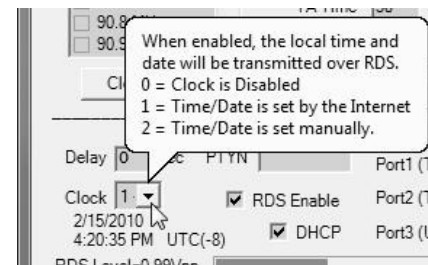 90.8
90.9
When enabled, the local time and
date will be transmitted over RDS.
0 = Clock is Disabled
1 = Time/Date is set by the Internet
2 = Time/Date is set manually.
Delay 0 PTYN Port1 (T
Clock 1 RDS Enable Port2 (T
2/15/2010
4:20:35 PM UTC(-8) DHCP Port3 (U